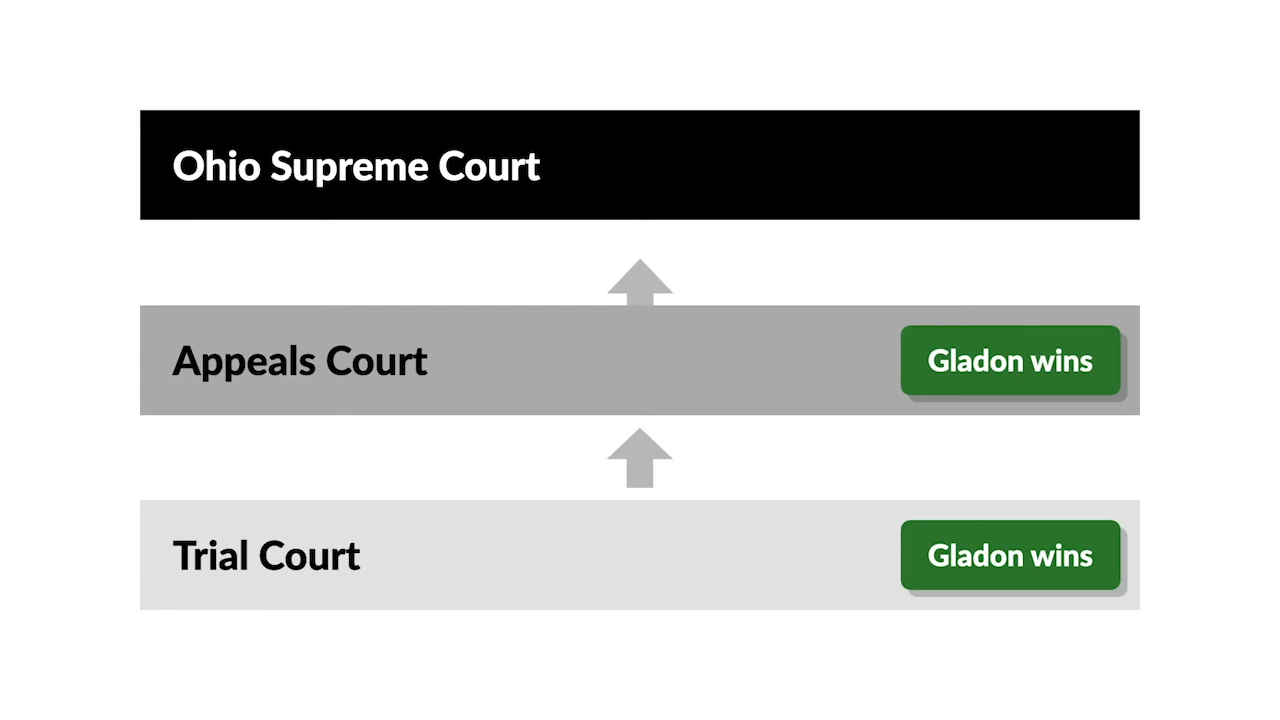 Ohio Supreme Court
Appeals Court
Gladon wins
Trial Court
Gladon wins